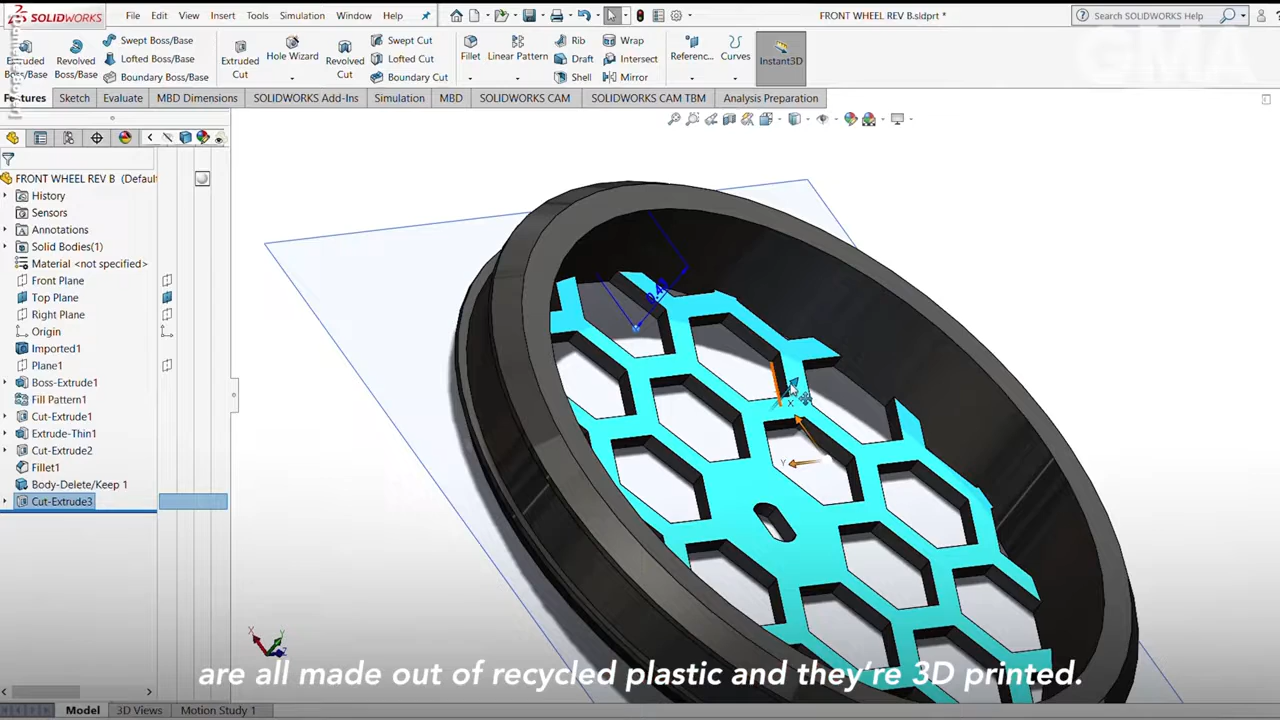 SOLIDWORKS
File Edit View Insert Tools Simulation Window Help
FRONT WHEEL REV B.sldprt *
Search SOLIDWORKS Help
GMA
Extruded Boss/Base
Revolved Boss/Base
Swept Boss/Base
Lofted Boss/Base
Boundary Boss/Base
Extruded Cut
Hole Wizard
Revolved Cut
Swept Cut
Lofted Cut
Boundary Cut
Fillet
Linear Pattern
Rib
Draft
Shell
Wrap
Intersect
Mirror
Referenc...
Curves
Instant3D
Features Sketch Evaluate MBD Dimensions SOLIDWORKS Add-Ins Simulation MBD SOLIDWORKS CAM SOLIDWORKS CAM TBM Analysis Preparation
FRONT WHEEL REV B (Default
History
Sensors
Annotations
Solid Bodies(1)
Material <not specified>
Front Plane
Top Plane
Right Plane
Origin
Imported1
Plane1
Boss-Extrude1
Fill Pattern1
Cut-Extrude1
Extrude-Thin1
Cut-Extrude2
Fillet1
Body-Delete/Keep 1
Cut-Extrude3
X
Y
X
Y
Z
are all made out of recycled plastic and they're 3D printed.
Model 3D Views Motion Study 1